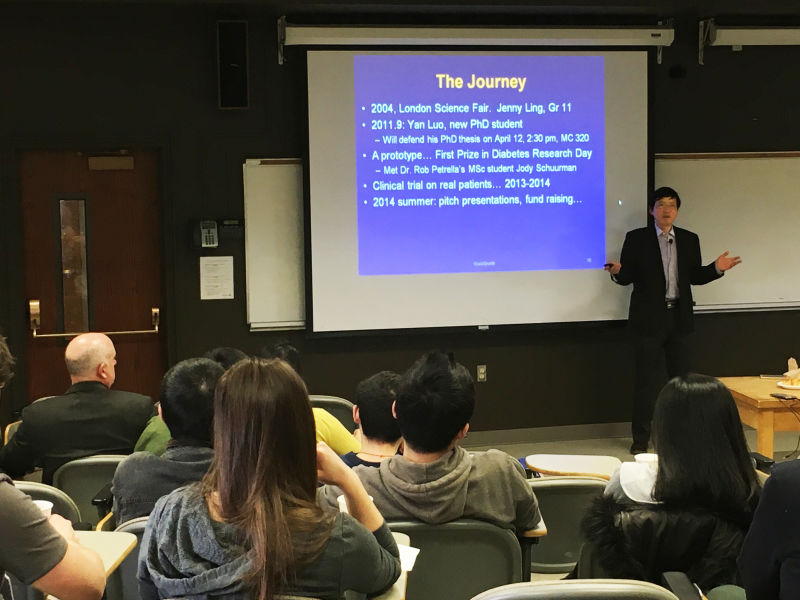 The Journey
• 2004, London Science Fair. Jenny Ling, Gr 11
• 2011.9: Yan Luo, new PhD student
– Will defend his PhD thesis on April 12, 2:30 pm, MC 320
• A prototype… First Prize in Diabetes Research Day
– Met Dr. Rob Petrella's MSc student Jody Schuurman
• Clinical trial on real patients… 2013-2014
• 2014 summer: pitch presentations, fund raising…